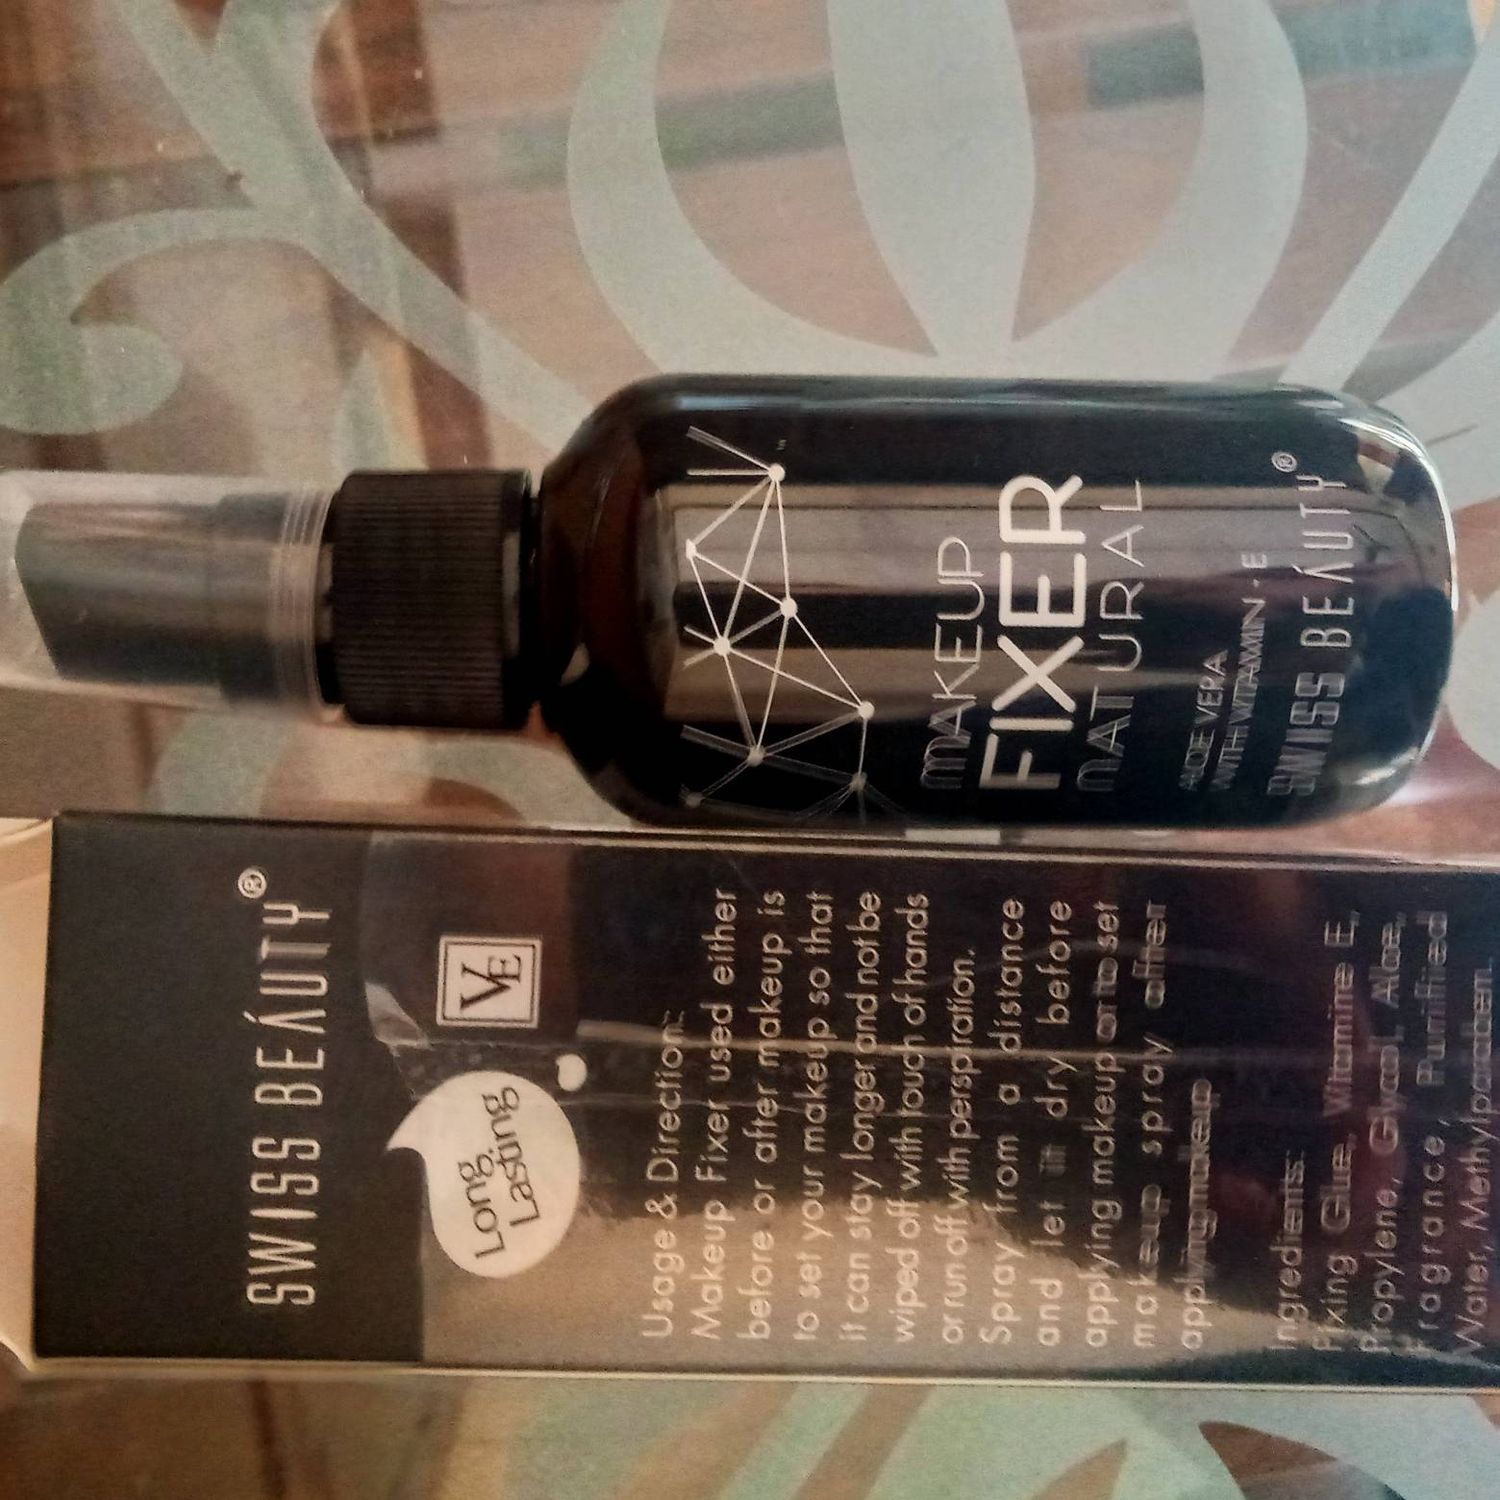 MAKEUP
FIXER
NATURAL
ALOE VERA
WITH VITAMIN - E
SWISS BEÁUTY®
SWISS BEÁUTY®
VE
Long
Lasting
Usage & Direction:
Makeup Fixer used either
before or after makeup is
to set your makeup so that
it can stay longer and not be
wiped off with touch of hands
or run off with perspiration.
Spray from a distance
and let it dry before
applying makeup or to set
makeup spray after
applying makeup
Ingredients:
Fixing Glue, Vitamine E,
Propylene, Glycol, Aloe,
Fragrance, Purified
Water, Methylparaben.